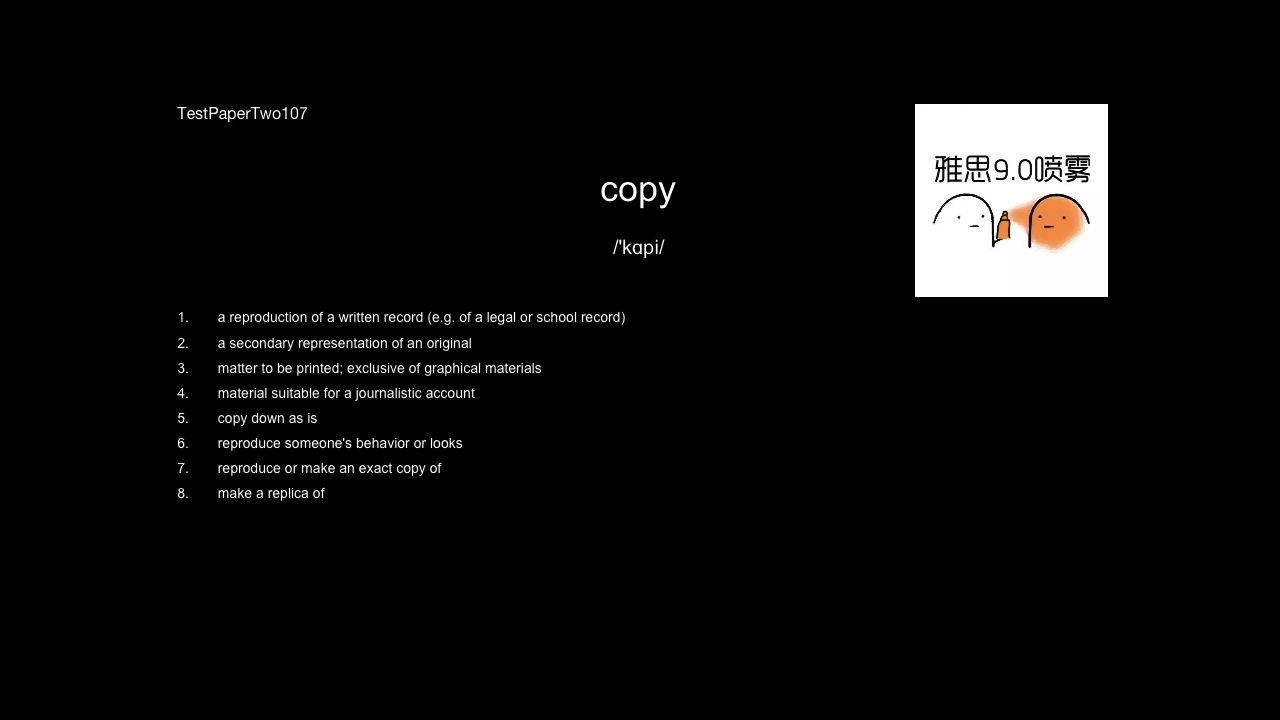 TestPaperTwo107
雅思9.0喷雾
copy
/'kɑpi/
1. a reproduction of a written record (e.g. of a legal or school record)
2. a secondary representation of an original
3. matter to be printed; exclusive of graphical materials
4. material suitable for a journalistic account
5. copy down as is
6. reproduce someone's behavior or looks
7. reproduce or make an exact copy of
8. make a replica of